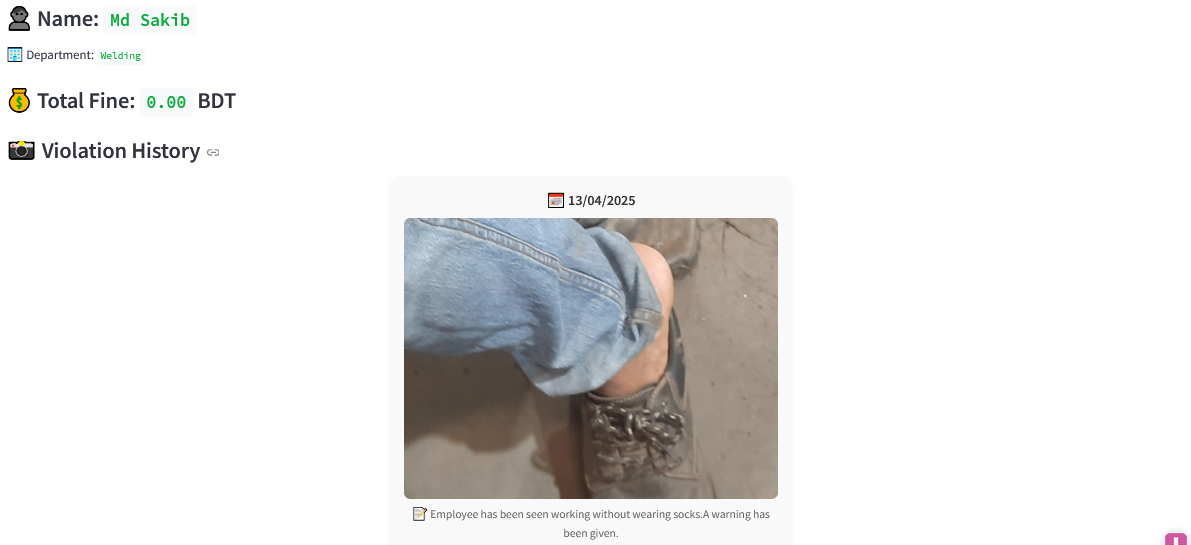 Name: Md Sakib
Department: Welding
Total Fine: 0.00 BDT
Violation History
13/04/2025
Employee has been seen working without wearing socks.A warning has
been given.